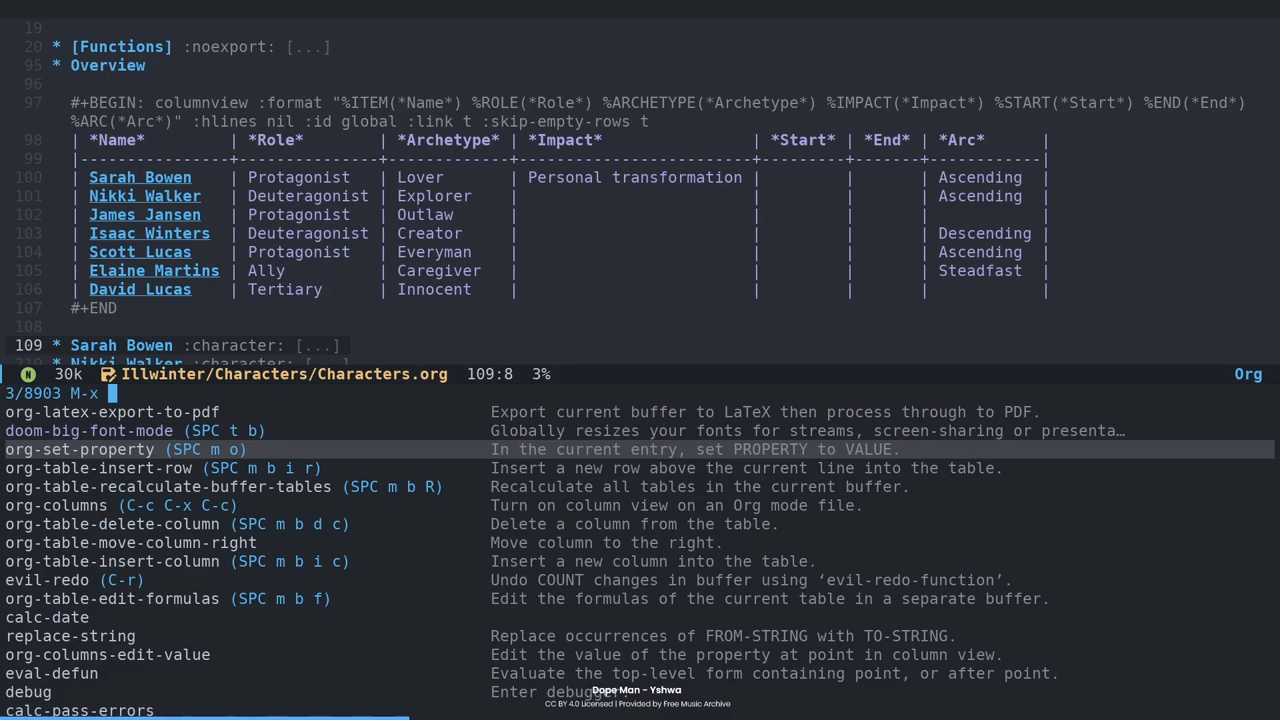 19
20 * [Functions] :noexport: [...]
95 * Overview
96
97 #+BEGIN: columnview :format "%ITEM(*Name*) %ROLE(*Role*) %ARCHETYPE(*Archetype*) %IMPACT(*Impact*) %START(*Start*) %END(*End*)
%ARC(*Arc*)" :hlines nil :id global :link t :skip-empty-rows t
98 | *Name* | *Role* | *Archetype* | *Impact* | *Start* | *End* | *Arc* |
99 |----------------+--------------+-------------+-------------------------+---------+-------+------------|
100 | Sarah Bowen | Protagonist | Lover | Personal transformation | | | Ascending |
101 | Nikki Walker | Deuteragonist | Explorer | | | | Ascending |
102 | James Jansen | Protagonist | Outlaw | | | | |
103 | Isaac Winters | Deuteragonist | Creator | | | | Descending |
104 | Scott Lucas | Protagonist | Everyman | | | | Ascending |
105 | Elaine Martins | Ally | Caregiver | | | | Steadfast |
106 | David Lucas | Tertiary | Innocent | | | | |
107 #+END
108
109 * Sarah Bowen :character: [...]
210 * Nikki Walker :character: [...]
N 30k Illwinter/Characters/Characters.org 109:8 3% Org
3/8903 M-x
org-latex-export-to-pdf Export current buffer to LaTeX then process through to PDF.
doom-big-font-mode (SPC t b) Globally resizes your fonts for streams, screen-sharing or presenta…
org-set-property (SPC m o) In the current entry, set PROPERTY to VALUE.
org-table-insert-row (SPC m b i r) Insert a new row above the current line into the table.
org-table-recalculate-buffer-tables (SPC m b R) Recalculate all tables in the current buffer.
org-columns (C-c C-x C-c) Turn on column view on an Org mode file.
org-table-delete-column (SPC m b d c) Delete a column from the table.
org-table-move-column-right Move column to the right.
org-table-insert-column (SPC m b i c) Insert a new column into the table.
evil-redo (C-r) Undo COUNT changes in buffer using ‘evil-redo-function’.
org-table-edit-formulas (SPC m b f) Edit the formulas of the current table in a separate buffer.
calc-date
replace-string Replace occurrences of FROM-STRING with TO-STRING.
org-columns-edit-value Edit the value of the property at point in column view.
eval-defun Evaluate the top-level form containing point, or after point.
debug Enter debugger.
Dope Man - Yshwa
CC BY 4.0 Licensed | Provided by Free Music Archive
calc-pass-errors